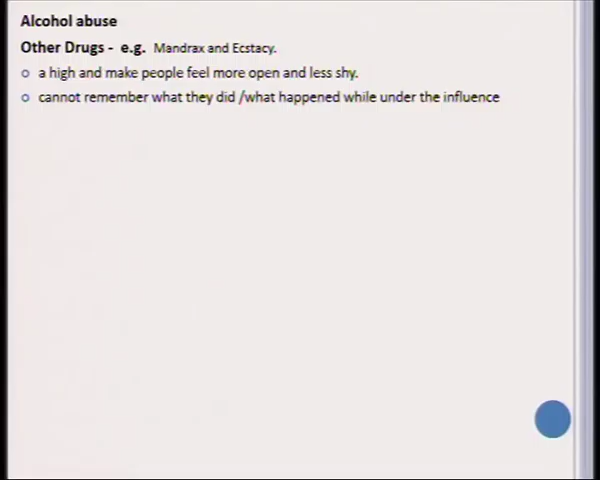 Alcohol abuse
Other Drugs - e.g. Mandrax and Ecstacy.
a high and make people feel more open and less shy.
cannot remember what they did /what happened while under the influence